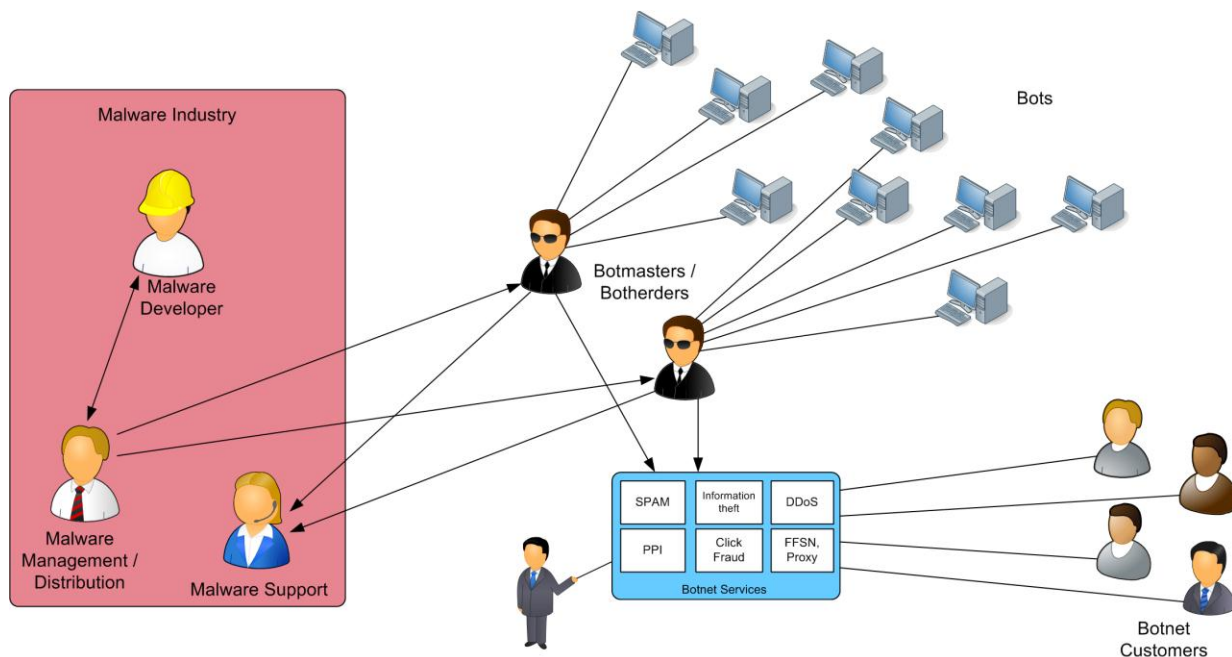 Malware Industry
Malware
Developer
Malware
Management /
Distribution
Malware Support
Botmasters /
Botherders
Bots
SPAM
Information
theft
DDoS
PPI
Click
Fraud
FFSN,
Proxy
Botnet Services
Botnet
Customers